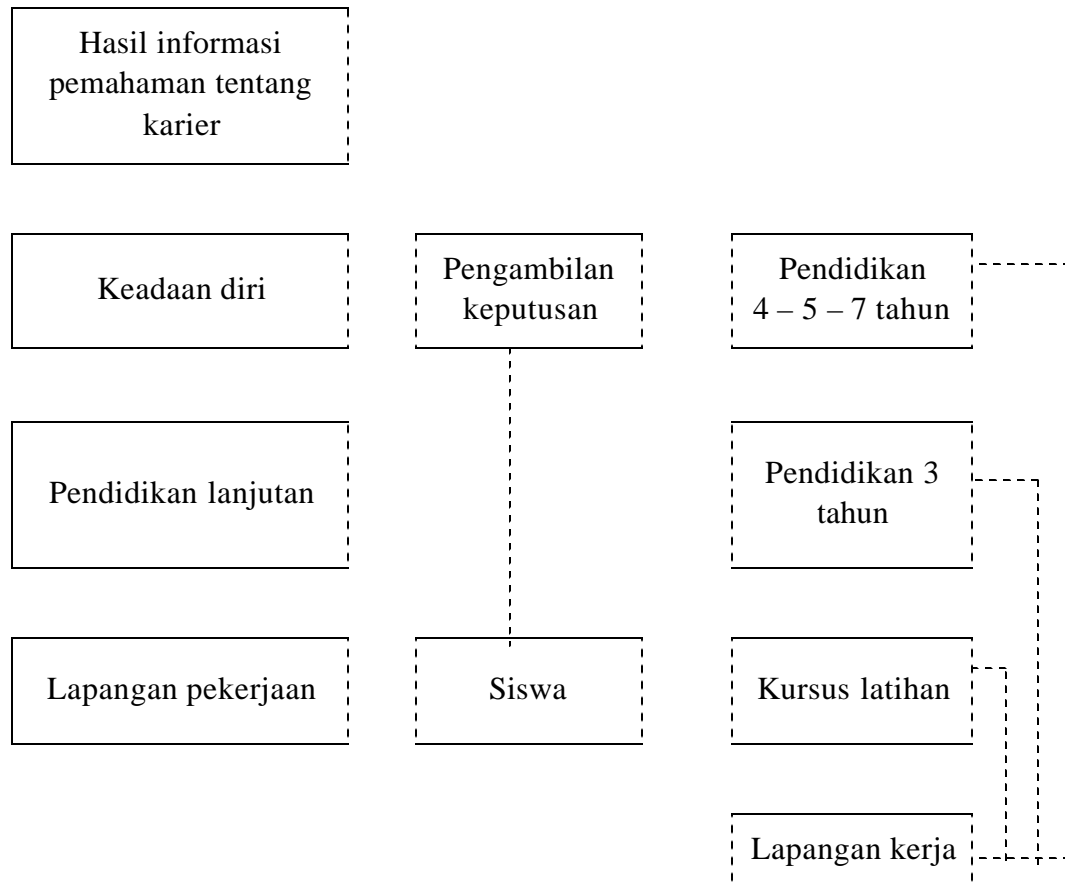 Hasil informasi
pemahaman tentang
karier
Keadaan diri
Pengambilan
keputusan
Pendidikan
4 – 5 – 7 tahun
Pendidikan lanjutan
Pendidikan 3
tahun
Lapangan pekerjaan
Siswa
Kursus latihan
Lapangan kerja